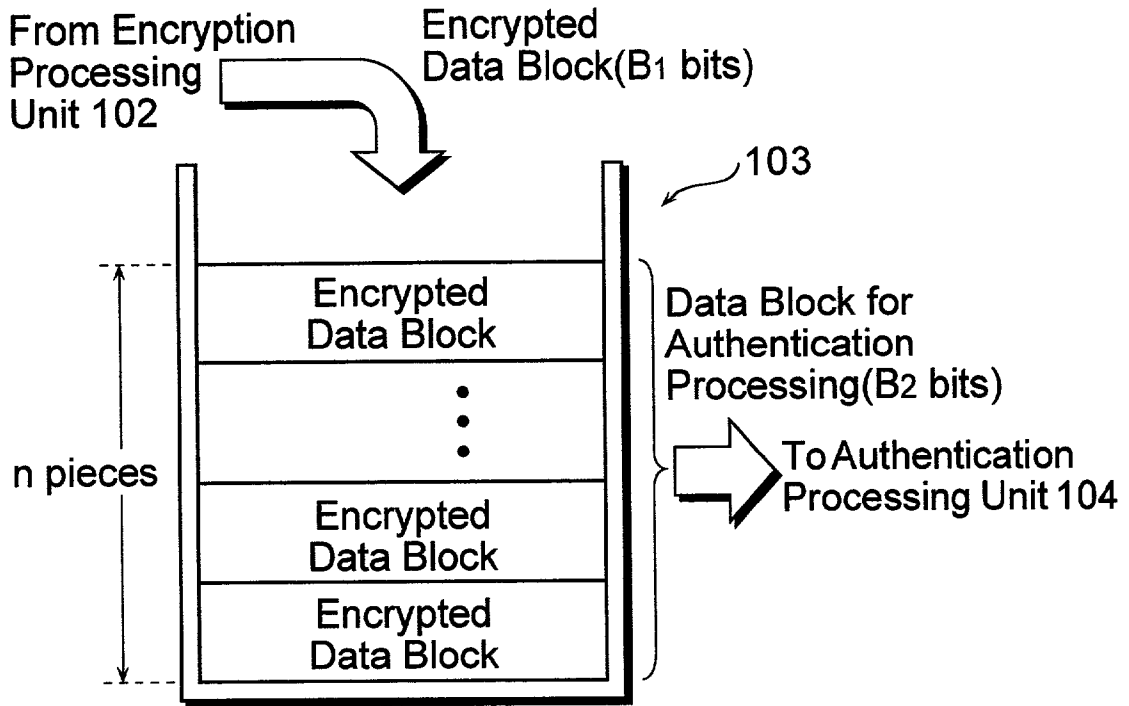 From Encryption
Processing
Unit 102
Encrypted
Data Block(B1 bits)
103
Encrypted
Data Block
Data Block for
Authentication
Processing(B2 bits)
n pieces
To Authentication
Processing Unit 104
Encrypted
Data Block
Encrypted
Data Block